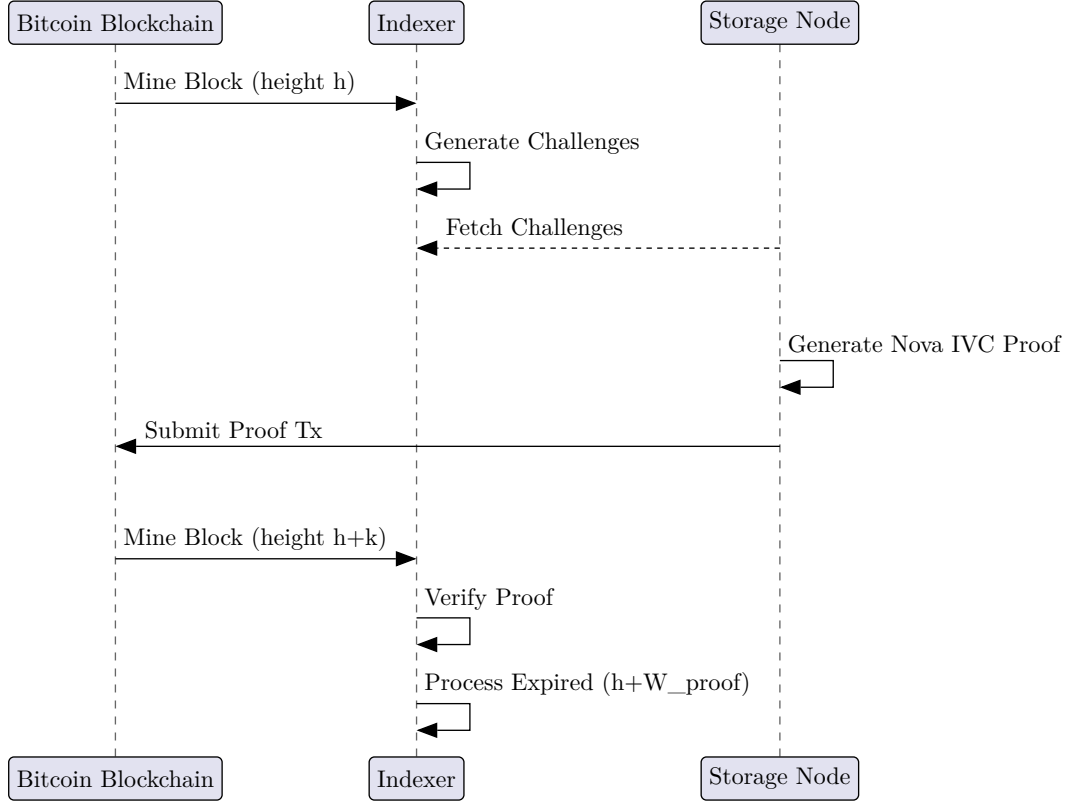 Bitcoin Blockchain
Indexer
Storage Node
Mine Block (height h)
Generate Challenges
Fetch Challenges
Generate Nova IVC Proof
Submit Proof Tx
Mine Block (height h+k)
Verify Proof
Process Expired (h+W_proof)
Bitcoin Blockchain
Indexer
Storage Node